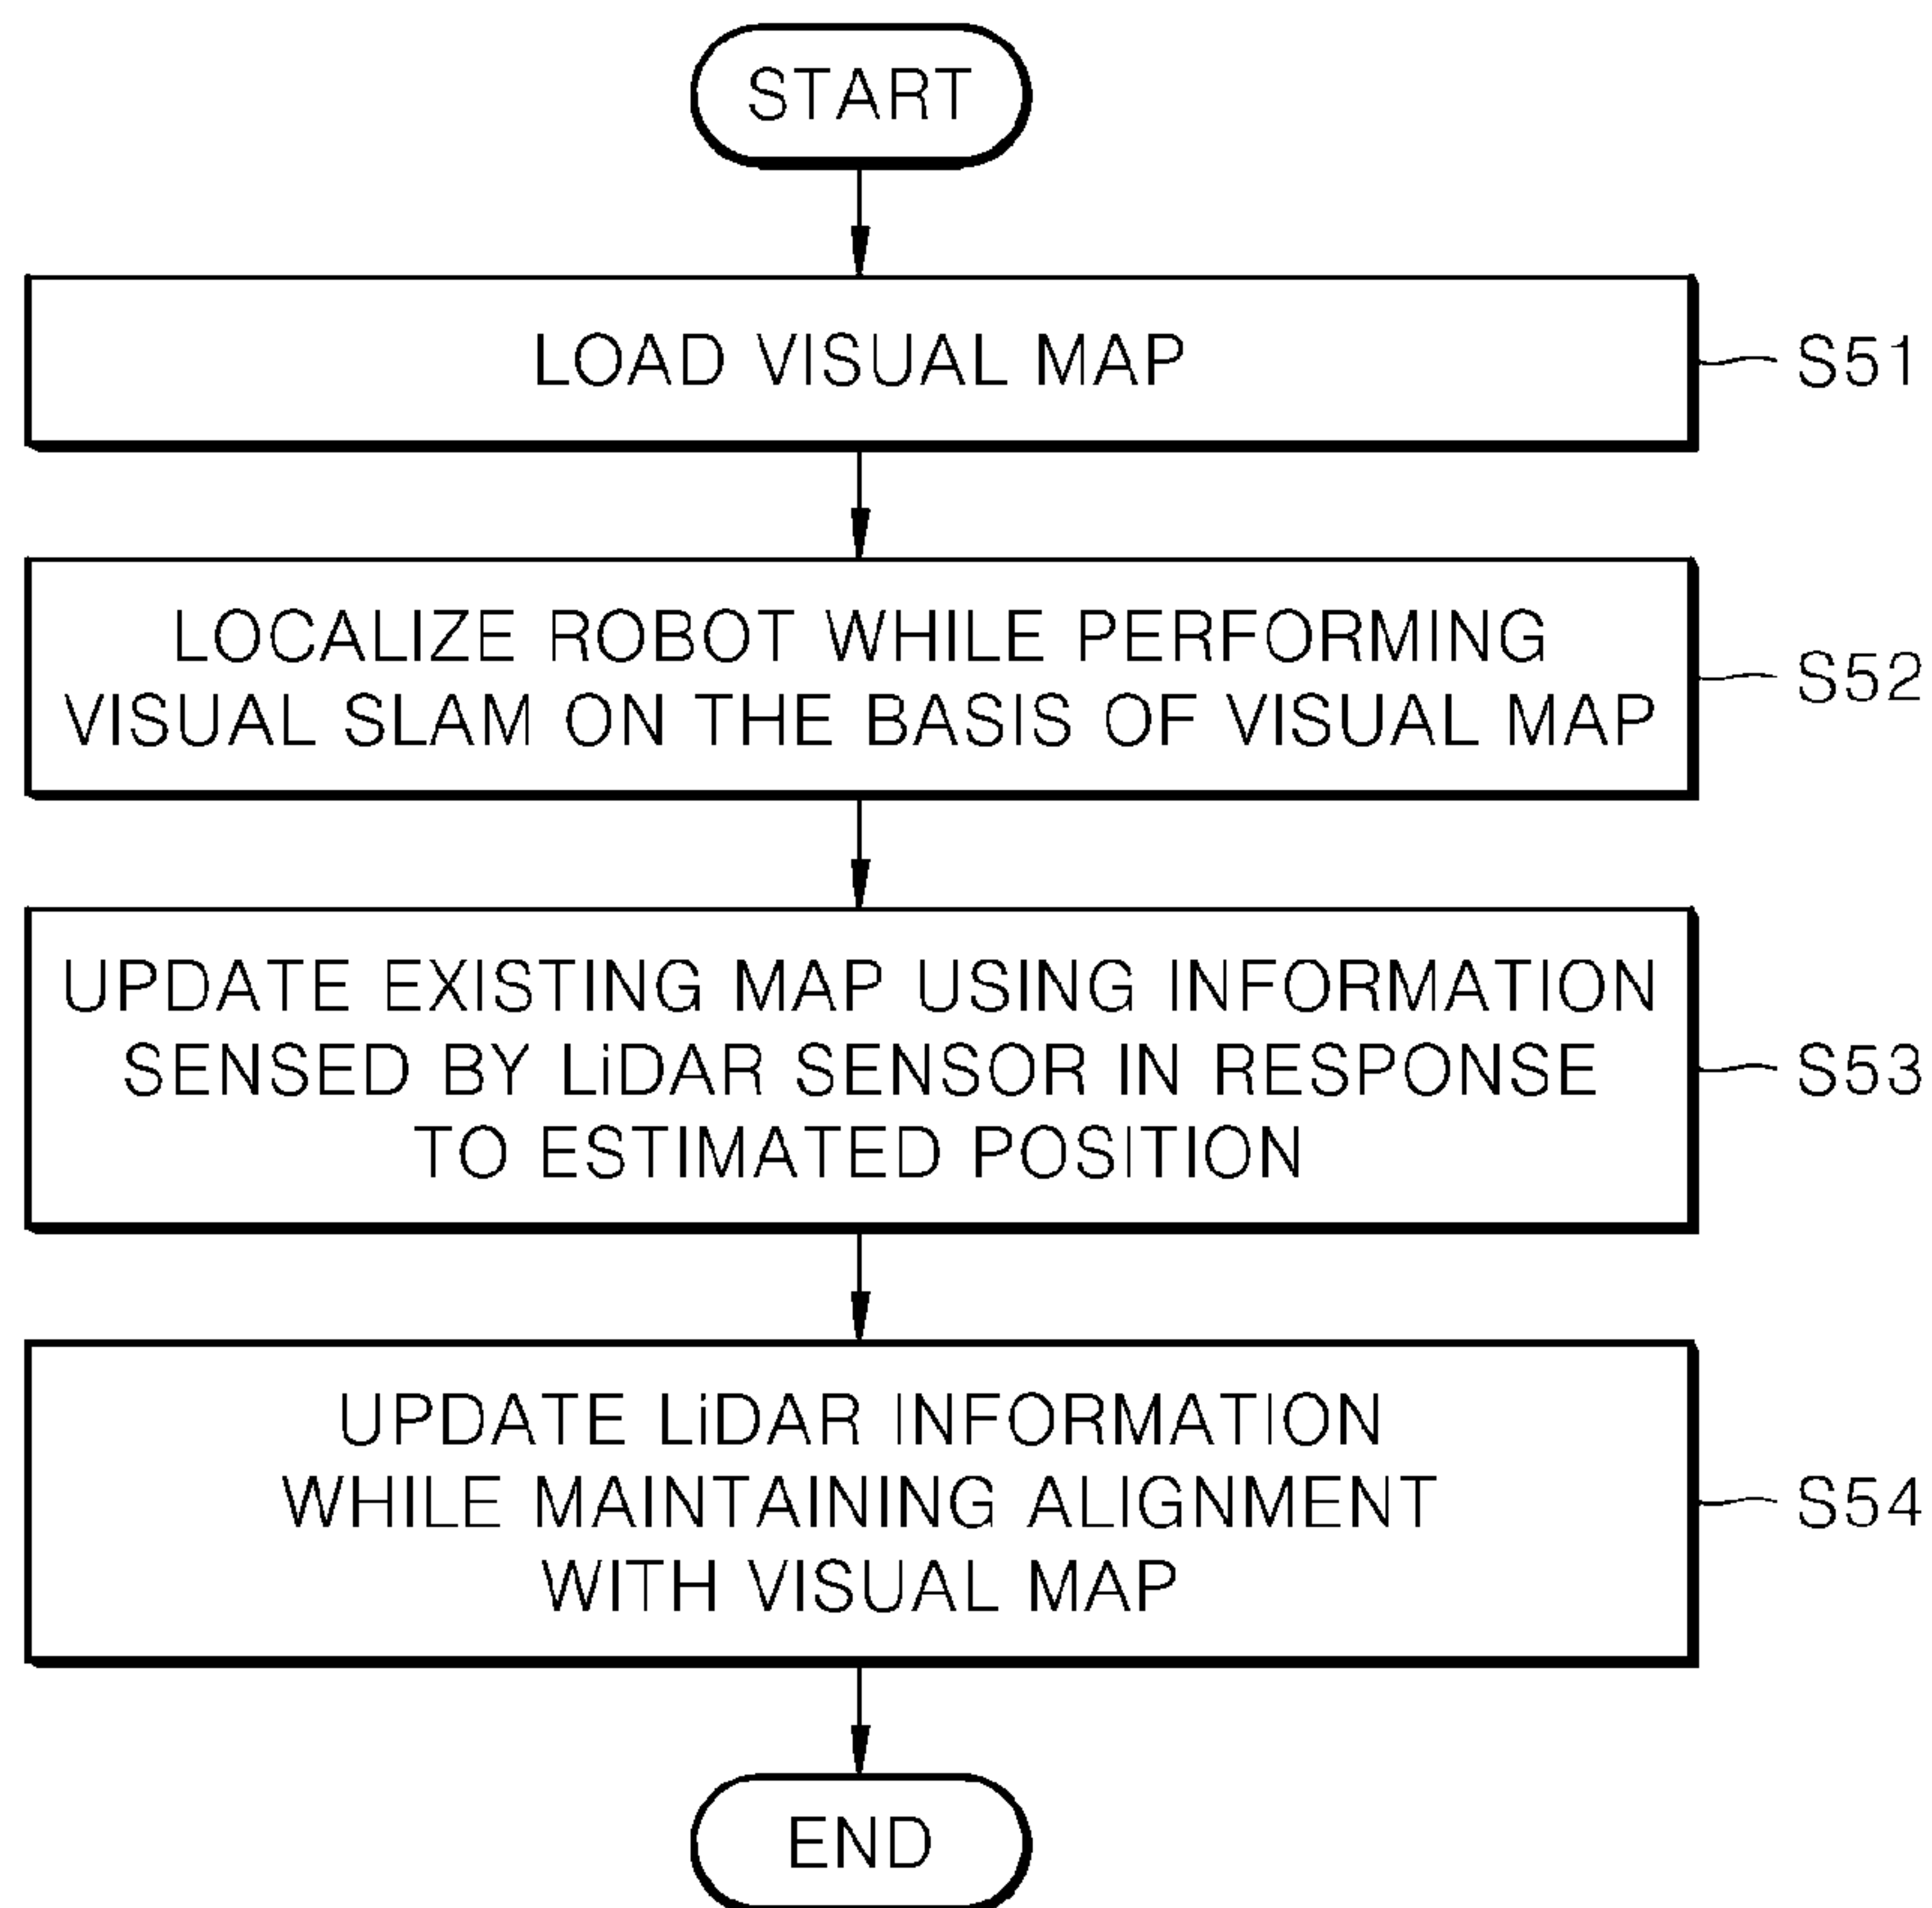 START
LOAD VISUAL MAP
S51
LOCALIZE ROBOT WHILE PERFORMING
VISUAL SLAM ON THE BASIS OF VISUAL MAP
S52
UPDATE EXISTING MAP USING INFORMATION
SENSED BY LiDAR SENSOR IN RESPONSE
TO ESTIMATED POSITION
S53
UPDATE LiDAR INFORMATION
WHILE MAINTAINING ALIGNMENT
WITH VISUAL MAP
S54
END